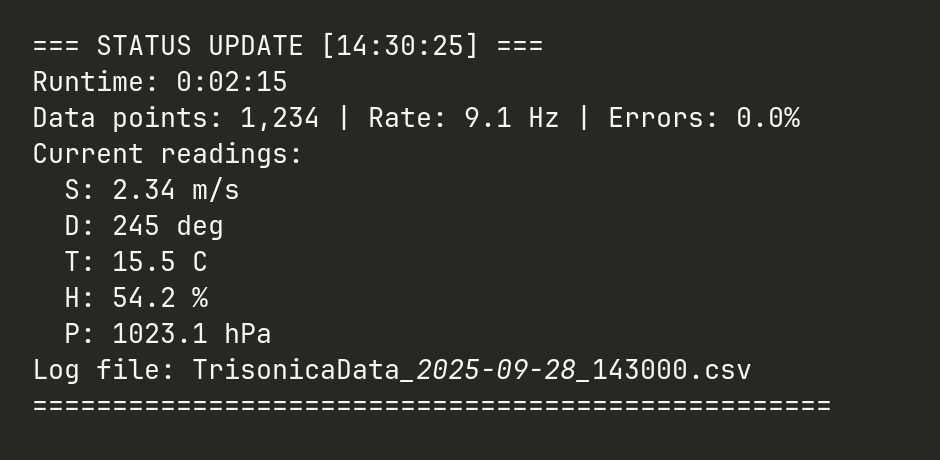 === STATUS UPDATE [14:30:25] ===
Runtime: 0:02:15
Data points: 1,234 | Rate: 9.1 Hz | Errors: 0.0%
Current readings:
  S: 2.34 m/s
  D: 245 deg
  T: 15.5 C
  H: 54.2 %
  P: 1023.1 hPa
Log file: TrisonicaData_2025-09-28_143000.csv
==================================================